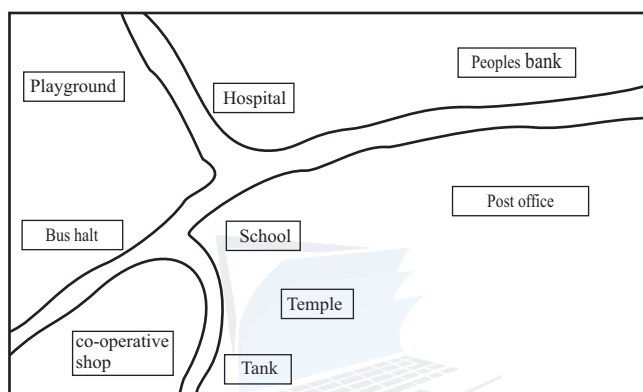 Peoples bank
Playground
Hospital
Post office
Bus halt
School
Temple
co-operative
shop
Tank